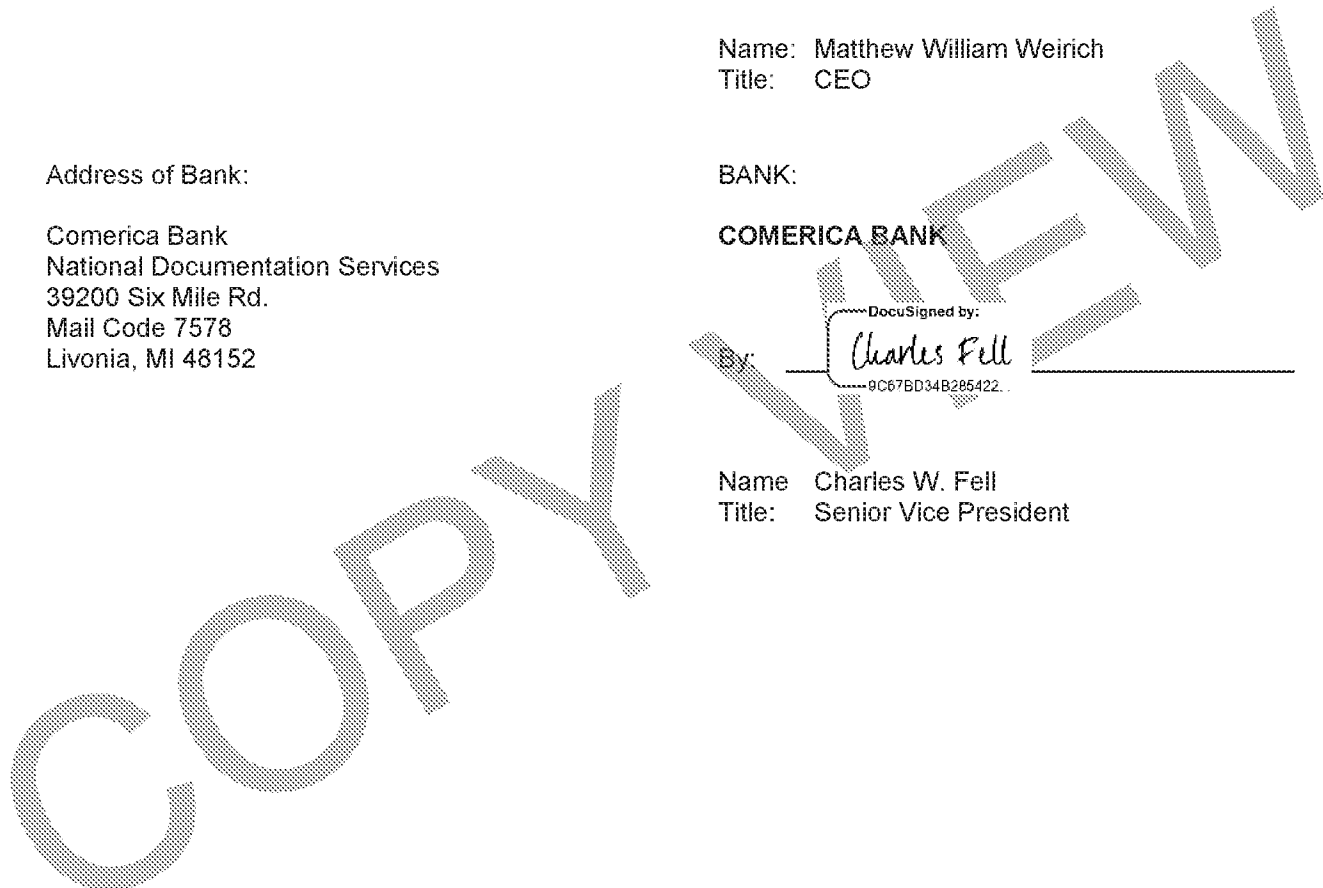 Name: Matthew William Weirich
Title: CEO
Address of Bank:
Comerica Bank
National Documentation Services
39200 Six Mile Rd.
Mail Code 7578
Livonia, MI 48152
BANK:
COMERICA BANK
DocuSigned by:
By: Charles Fell
9C67BD34B285422...
Name Charles W. Fell
Title: Senior Vice President
COPY VIEW